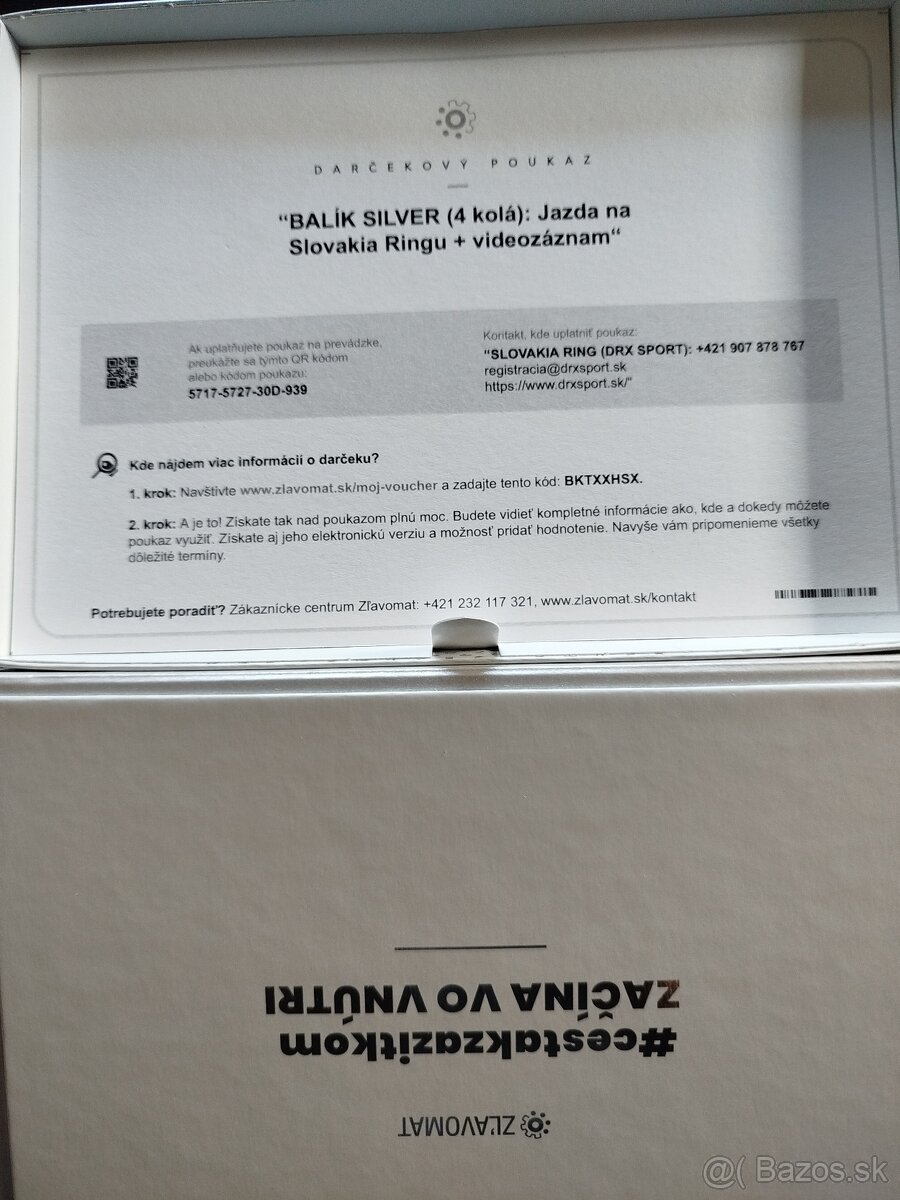 DARČEKOVÝ POUKAZ
“BALÍK SILVER (4 kolá): Jazda na
Slovakia Ringu + videozáznam“
Ak uplatňujete poukaz na prevádzke,
preukážte sa týmto QR kódom
alebo kódom poukazu:
5717-5727-30D-939
Kontakt, kde uplatniť poukaz:
"SLOVAKIA RING (DRX SPORT): +421 907 878 767
registracia@drxsport.sk
https://www.drxsport.sk/"
Kde nájdem viac informácií o darčeku?
1. krok: Navštívte www.zlavomat.sk/moj-voucher a zadajte tento kód: BKTXXHSX.
2. krok: A je to! Získate tak nad poukazom plnú moc. Budete vidieť kompletné informácie ako, kde a dokedy môžete
poukaz využiť. Získate aj jeho elektronickú verziu a možnosť pridať hodnotenie. Navyše vám pripomenieme všetky
dôležité termíny.
Potrebujete poradiť? Zákaznícke centrum Zľavomat: +421 232 117 321, www.zlavomat.sk/kontakt
ZAČÍNA VO VNÚTRI
#cestakzazitkom
ZĽAVOMAT
@( Bazos.sk